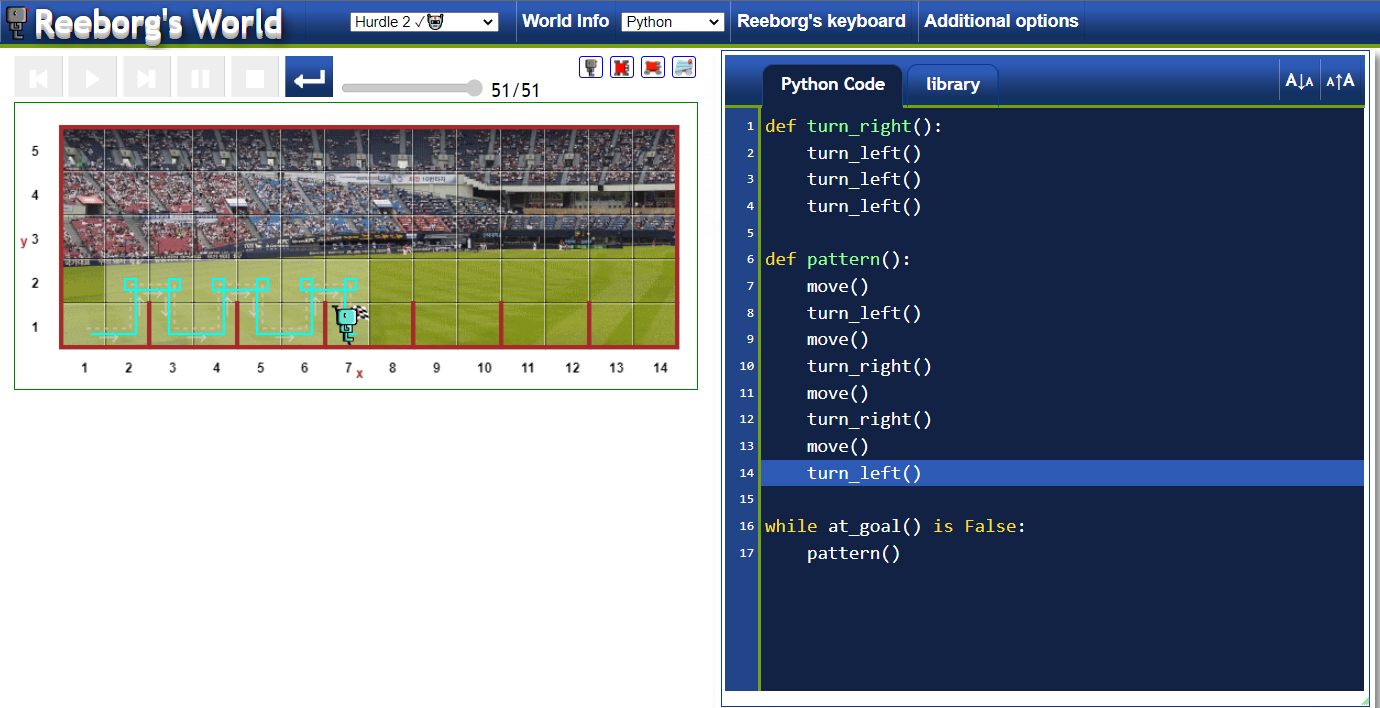 Reeborg's World
Hurdle 2 ✓
World Info
Python
Reeborg's keyboard
Additional options
51/51
5
4
y 3
2
1
1 2 3 4 5 6 7 x 8 9 10 11 12 13 14
Python Code
library
A↓A
A↑A
1 def turn_right():
2 turn_left()
3 turn_left()
4 turn_left()
5
6 def pattern():
7 move()
8 turn_left()
9 move()
10 turn_right()
11 move()
12 turn_right()
13 move()
14 turn_left()
15
16 while at_goal() is False:
17 pattern()